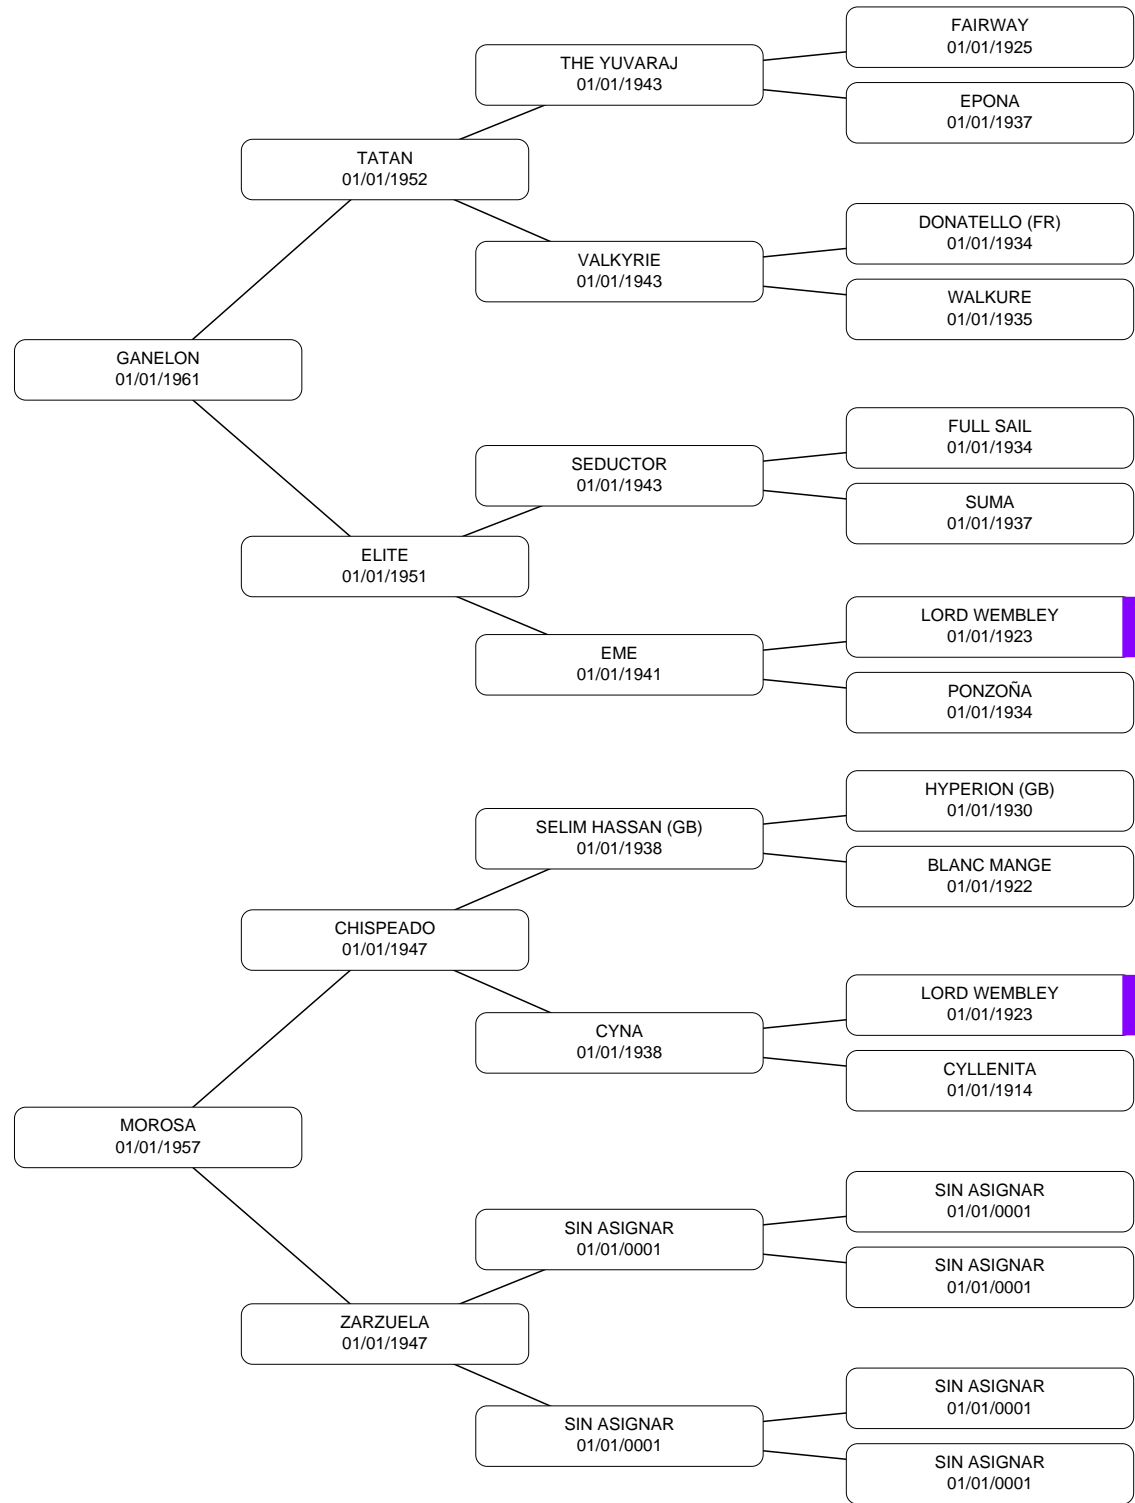 FAIRWAY
01/01/1925
THE YUVARAJ
01/01/1943
EPONA
01/01/1937
TATAN
01/01/1952
DONATELLO (FR)
01/01/1934
VALKYRIE
01/01/1943
WALKURE
01/01/1935
GANELON
01/01/1961
FULL SAIL
01/01/1934
SEDUCTOR
01/01/1943
SUMA
01/01/1937
ELITE
01/01/1951
LORD WEMBLEY
01/01/1923
EME
01/01/1941
PONZOÑA
01/01/1934
HYPERION (GB)
01/01/1930
SELIM HASSAN (GB)
01/01/1938
BLANC MANGE
01/01/1922
CHISPEADO
01/01/1947
LORD WEMBLEY
01/01/1923
CYNA
01/01/1938
CYLLENITA
01/01/1914
MOROSA
01/01/1957
SIN ASIGNAR
01/01/0001
SIN ASIGNAR
01/01/0001
SIN ASIGNAR
01/01/0001
ZARZUELA
01/01/1947
SIN ASIGNAR
01/01/0001
SIN ASIGNAR
01/01/0001
SIN ASIGNAR
01/01/0001